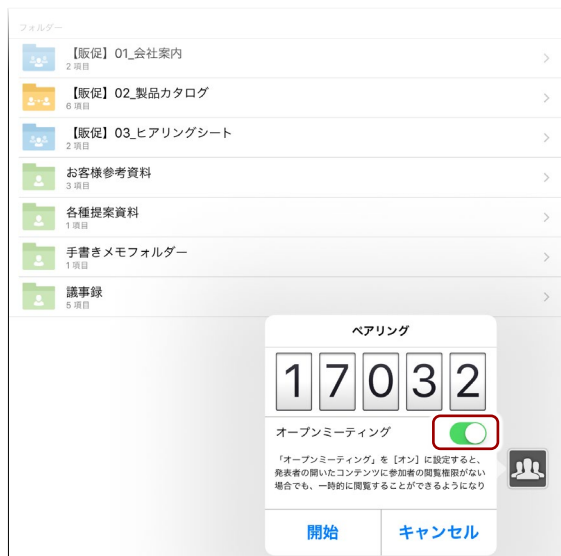 フォルダー
【販促】01_会社案内
2 項目
【販促】02_製品カタログ
6 項目
【販促】03_ヒアリングシート
2 項目
お客様参考資料
3 項目
各種提案資料
1 項目
手書きメモフォルダー
1 項目
議事録
5 項目
ペアリング
17032
オープンミーティング
「オープンミーティング」を［オン］に設定すると、
発表者の開いたコンテンツに参加者の閲覧権限がない
場合でも、一時的に閲覧することができるようになり
開始 キャンセル